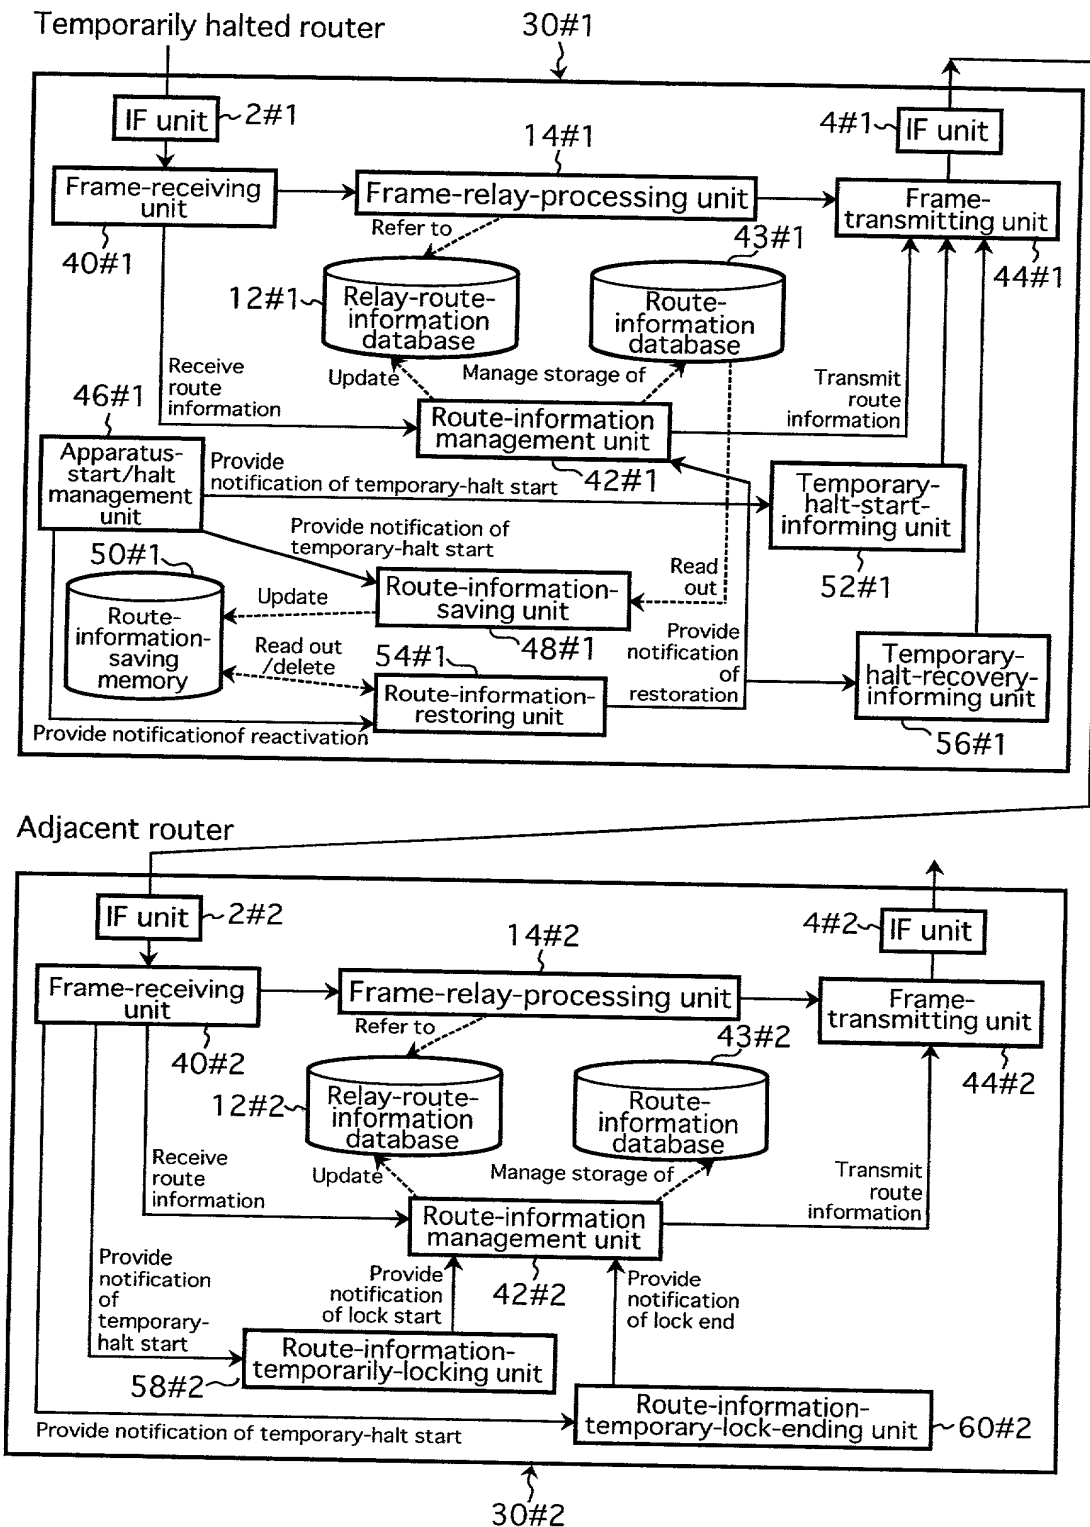 Temporarily halted router
30#1
IF unit
2#1
4#1
IF unit
14#1
Frame-receiving
unit
Frame-relay-processing unit
Frame-
transmitting unit
40#1
Refer to
43#1
44#1
12#1
Relay-route-
information
database
Route-
information
database
Receive
route
information
Update
Manage storage of
Transmit
route
information
46#1
Route-information
management unit
42#1
Apparatus-
start/halt
management
unit
Provide
notification of temporary-halt start
Temporary-
halt-start-
informing unit
52#1
Provide notification of
temporary-halt start
50#1
Read
out
Route-
information-
saving
memory
Update
Route-information-
saving unit
48#1
Provide
notification
of
restoration
Read out
/delete
54#1
Route-information-
restoring unit
Temporary-
halt-recovery-
informing unit
56#1
Provide notificationof reactivation
Adjacent router
IF unit
2#2
4#2
IF unit
14#2
Frame-receiving
unit
Frame-relay-processing unit
Frame-
transmitting unit
40#2
Refer to
43#2
44#2
12#2
Relay-route-
information
database
Route-
information
database
Receive
route
information
Update
Manage storage of
Transmit
route
information
Route-information
management unit
42#2
Provide
notification
of
temporary-
halt start
Provide
notification
of lock start
Provide
notification
of lock end
Route-information-
temporarily-locking unit
58#2
Route-information-
temporary-lock-ending unit
60#2
Provide notification of temporary-halt start
30#2